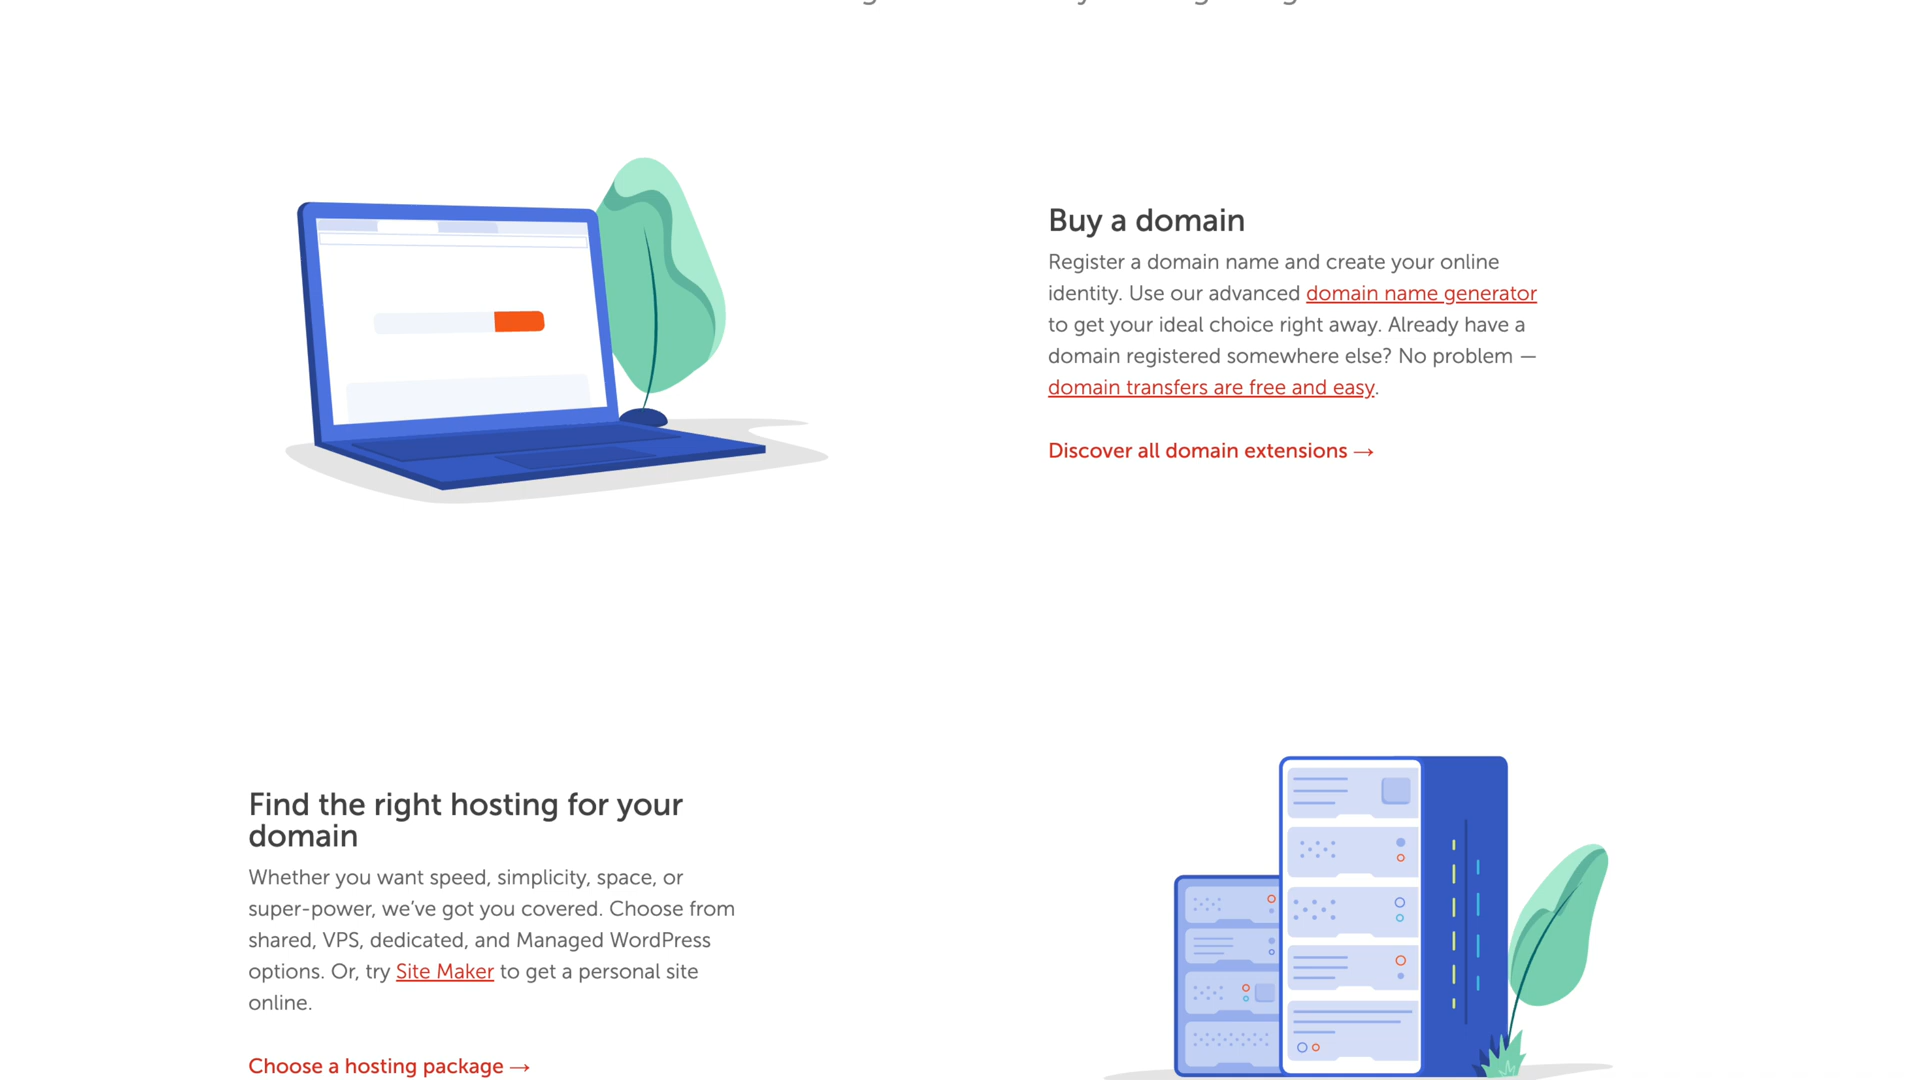 Buy a domain
Register a domain name and create your online
identity. Use our advanced domain name generator
to get your ideal choice right away. Already have a
domain registered somewhere else? No problem —
domain transfers are free and easy.
Discover all domain extensions →
Find the right hosting for your
domain
Whether you want speed, simplicity, space, or
super-power, we’ve got you covered. Choose from
shared, VPS, dedicated, and Managed WordPress
options. Or, try Site Maker to get a personal site
online.
Choose a hosting package →